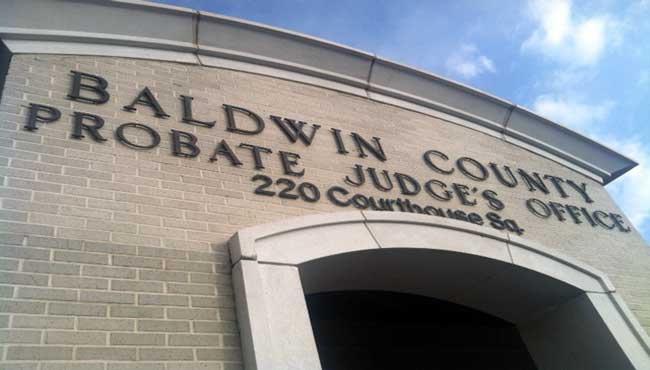 BALDWIN COUNTY
PROBATE JUDGE'S OFFICE
220 Courthouse Sq.